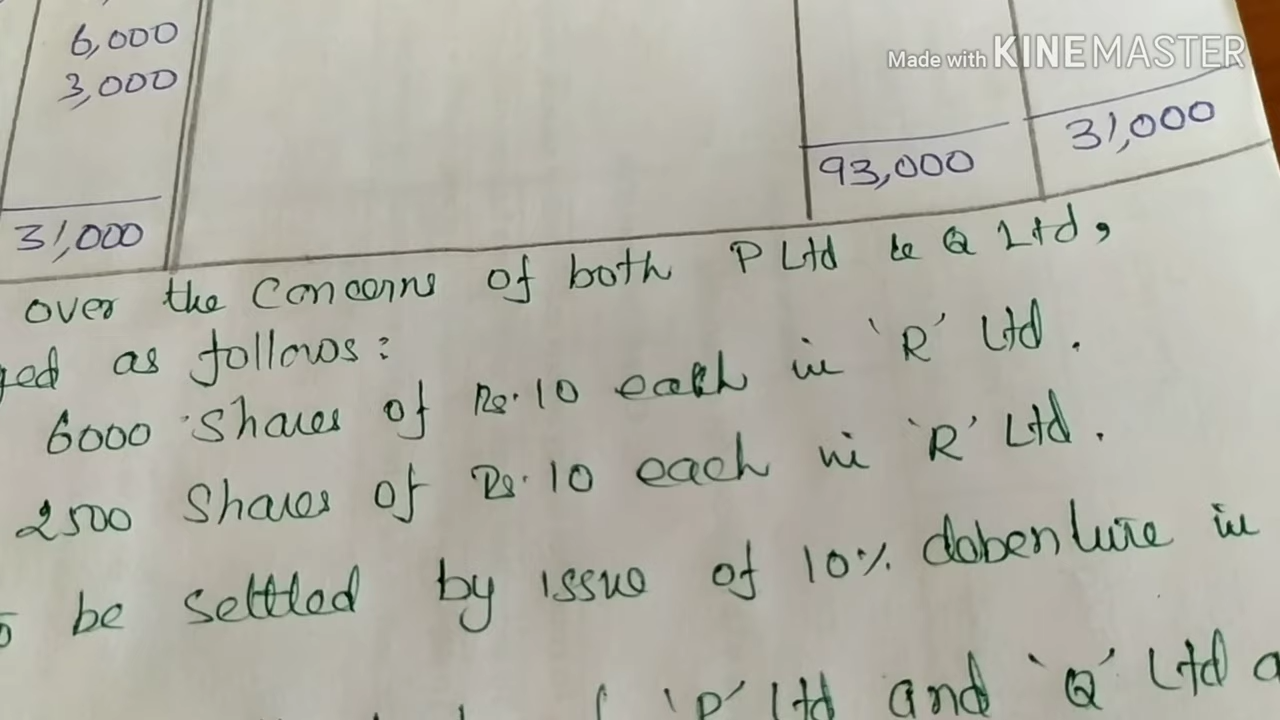 6,000
Made with KINEMASTER
3,000
31,000
93,000
31,000
over the concerns of both P Ltd & Q Ltd,
ged as follows:
6000 shares of Rs.10 each in 'R' Ltd.
2500 Shares of Rs.10 each in 'R' Ltd.
be settled by issue of 10% debenture in
'P' Ltd and 'Q' Ltd a